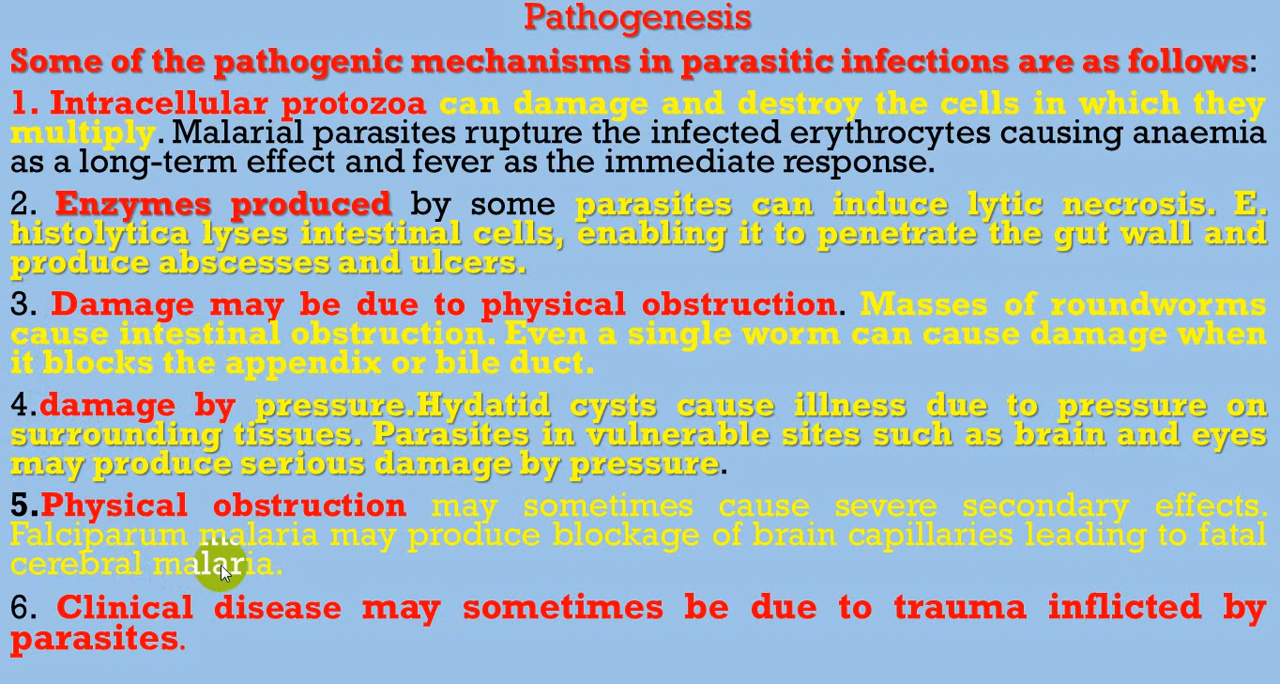 Pathogenesis
Some of the pathogenic mechanisms in parasitic infections are as follows:
1. Intracellular protozoa can damage and destroy the cells in which they
multiply. Malarial parasites rupture the infected erythrocytes causing anaemia
as a long-term effect and fever as the immediate response.
2. Enzymes produced by some parasites can induce lytic necrosis. E.
histolytica lyses intestinal cells, enabling it to penetrate the gut wall and
produce abscesses and ulcers.
3. Damage may be due to physical obstruction. Masses of roundworms
cause intestinal obstruction. Even a single worm can cause damage when
it blocks the appendix or bile duct.
4.damage by pressure.Hydatid cysts cause illness due to pressure on
surrounding tissues. Parasites in vulnerable sites such as brain and eyes
may produce serious damage by pressure.
5.Physical obstruction may sometimes cause severe secondary effects.
Falciparum malaria may produce blockage of brain capillaries leading to fatal
cerebral malaria.
6. Clinical disease may sometimes be due to trauma inflicted by
parasites.